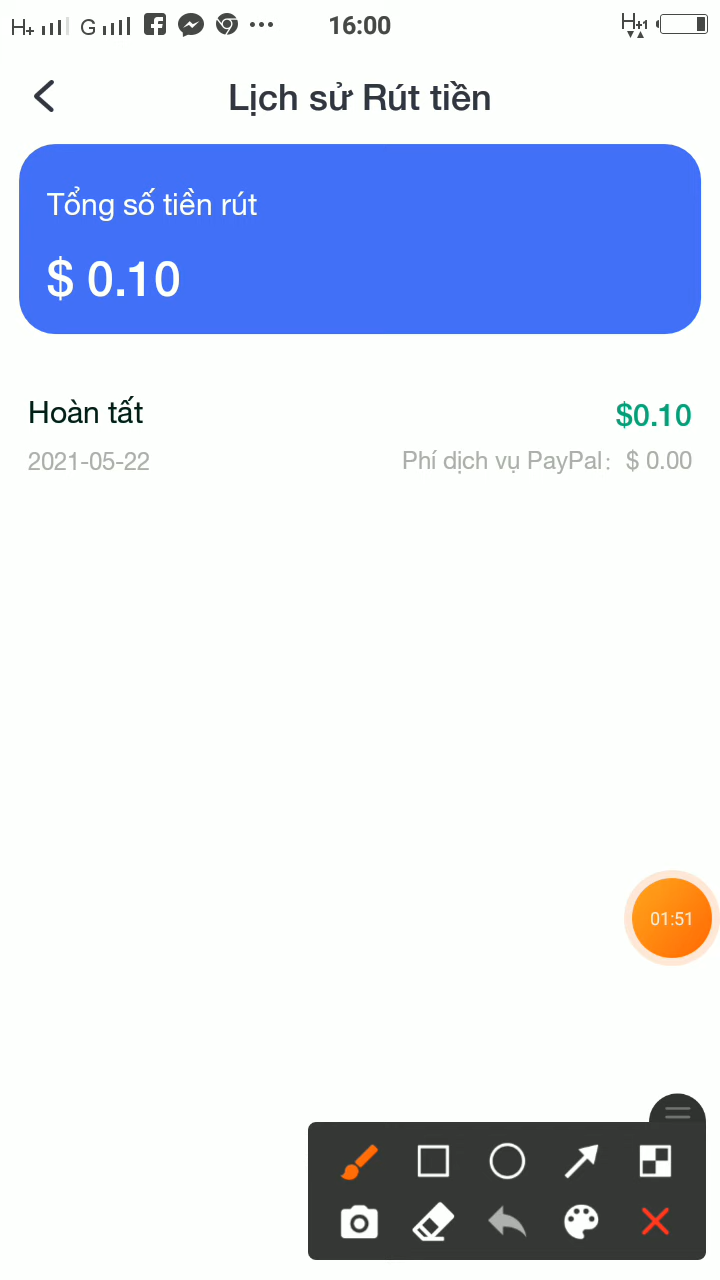 H+ G 16:00 H+1
Lịch sử Rút tiền
Tổng số tiền rút
$ 0.10
Hoàn tất $0.10
2021-05-22 Phí dịch vụ PayPal: $ 0.00
01:51